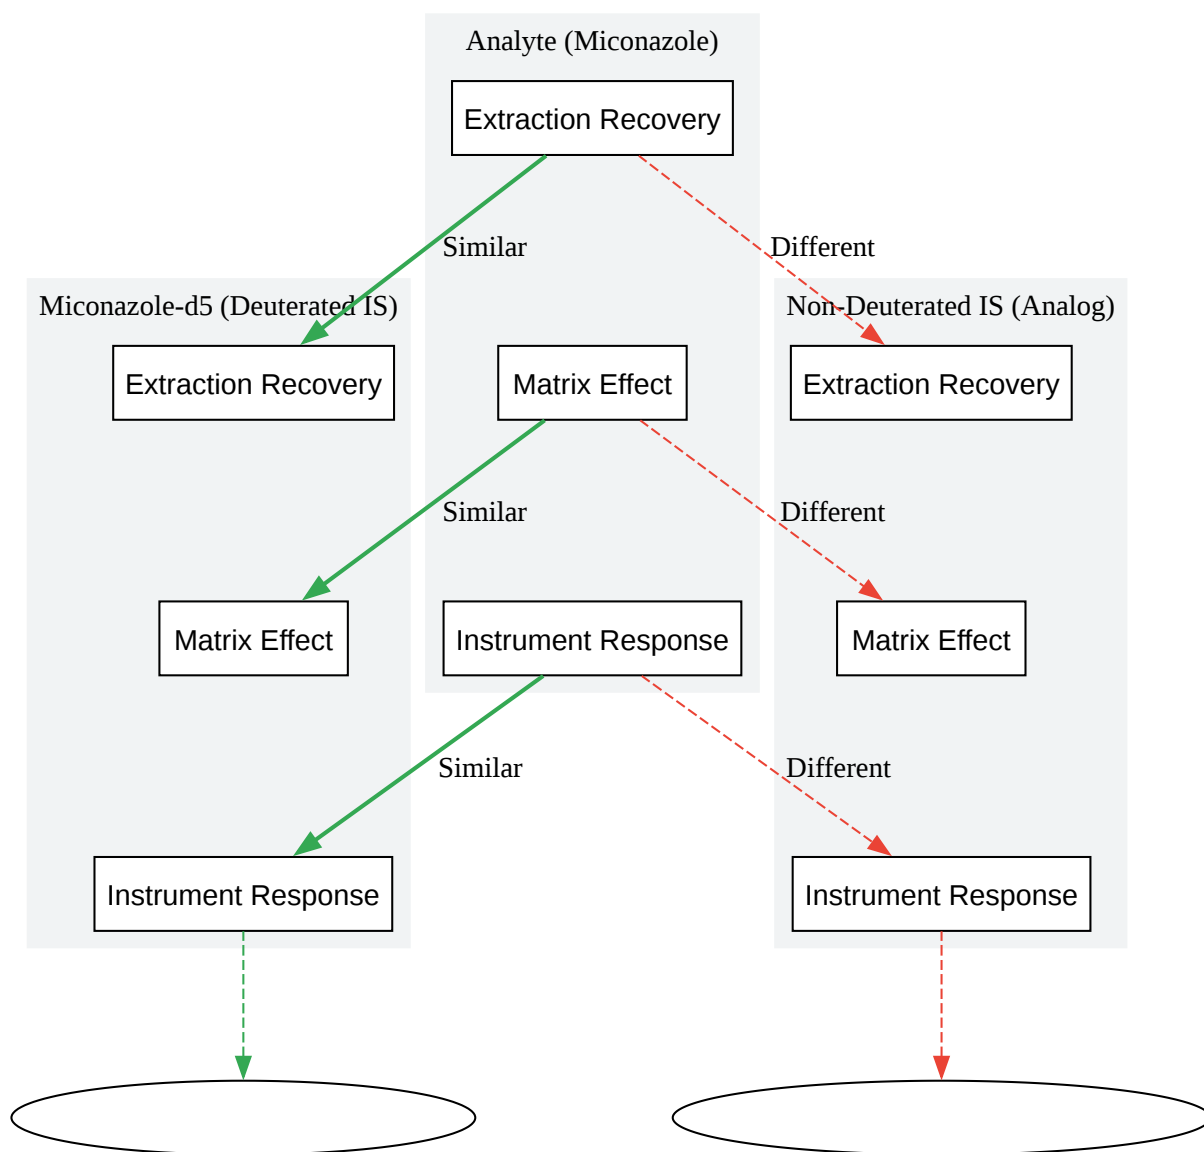 Analyte (Miconazole)
Extraction Recovery
Similar
Different
Miconazole-d5 (Deuterated IS)
Non-Deuterated IS (Analog)
Extraction Recovery
Matrix Effect
Extraction Recovery
Similar
Different
Matrix Effect
Instrument Response
Matrix Effect
Similar
Different
Instrument Response
Instrument Response